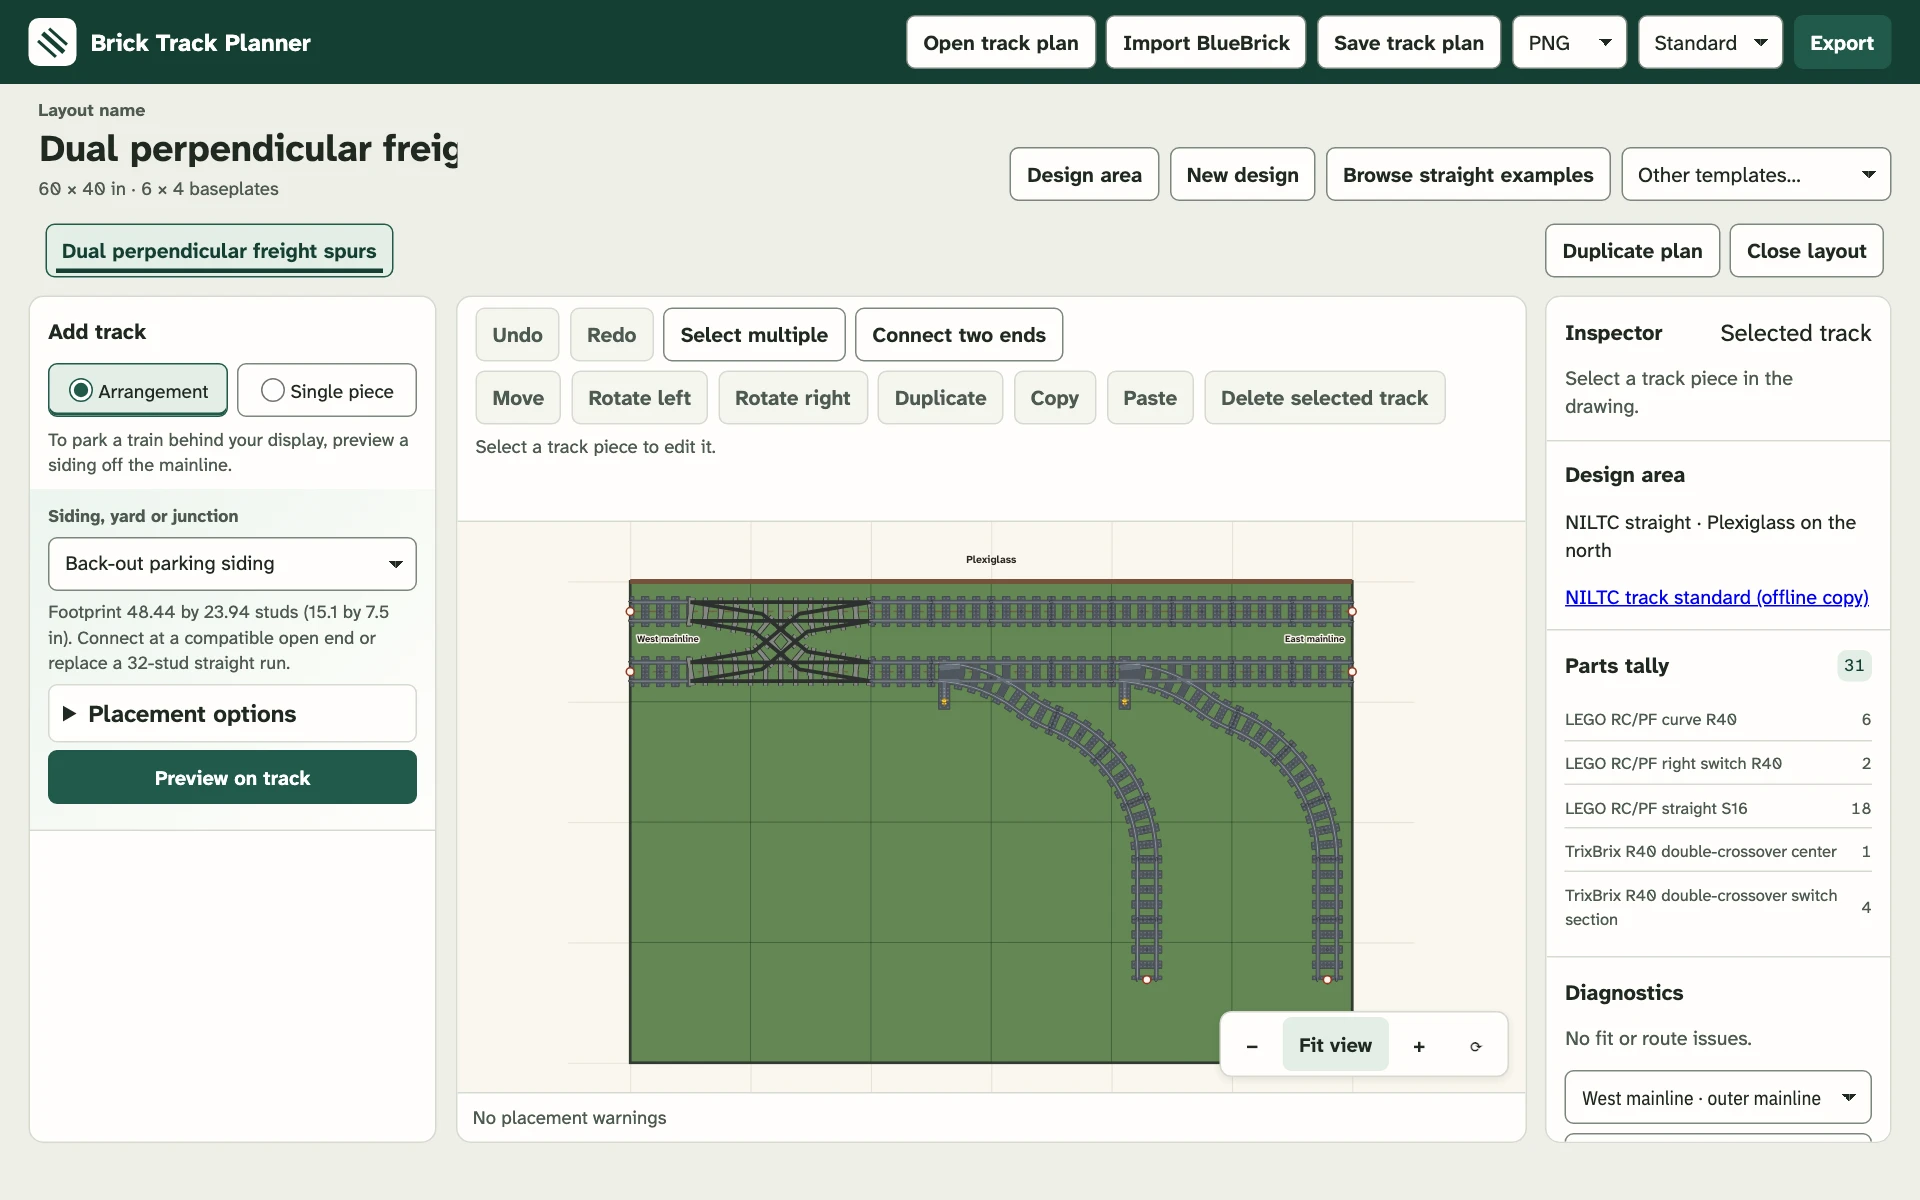 Brick Track Planner
Open track plan
Import BlueBrick
Save track plan
PNG
Standard
Export
Layout name
Dual perpendicular freig
60 × 40 in · 6 × 4 baseplates
Design area
New design
Browse straight examples
Other templates...
Dual perpendicular freight spurs
Duplicate plan
Close layout
Add track
Arrangement
Single piece
To park a train behind your display, preview a
siding off the mainline.
Siding, yard or junction
Back-out parking siding
Footprint 48.44 by 23.94 studs (15.1 by 7.5
in). Connect at a compatible open end or
replace a 32-stud straight run.
Placement options
Preview on track
Undo
Redo
Select multiple
Connect two ends
Move
Rotate left
Rotate right
Duplicate
Copy
Paste
Delete selected track
Select a track piece to edit it.
Plexiglass
West mainline
East mainline
−
Fit view
+
No placement warnings
Inspector
Selected track
Select a track piece in the
drawing.
Design area
NILTC straight · Plexiglass on the
north
NILTC track standard (offline copy)
Parts tally
31
LEGO RC/PF curve R40
6
LEGO RC/PF right switch R40
2
LEGO RC/PF straight S16
18
TrixBrix R40 double-crossover center
1
TrixBrix R40 double-crossover switch
section
4
Diagnostics
No fit or route issues.
West mainline · outer mainline